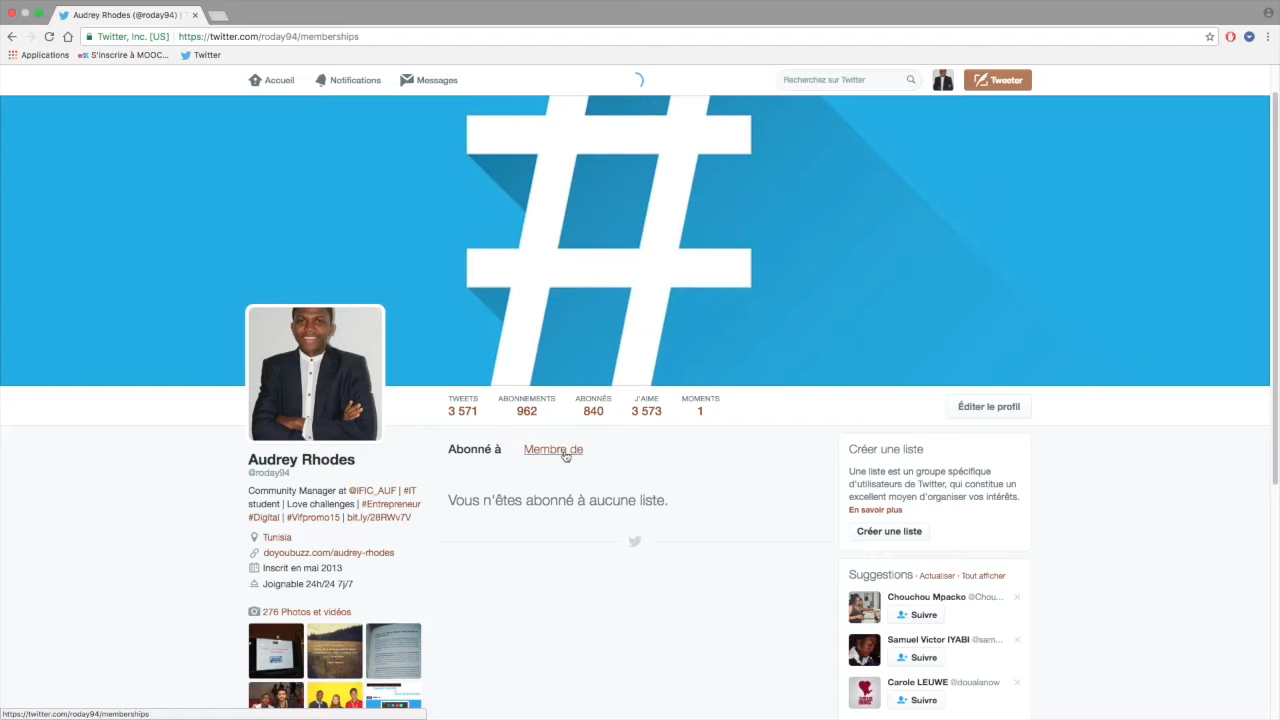 Audrey Rhodes (@roday94) |
Twitter, Inc. [US]
https://twitter.com/roday94/memberships
Applications
S'inscrire à MOOC...
Twitter
Accueil
Notifications
Messages
Recherchez sur Twitter
Tweeter
TWEETS
3 571
ABONNEMENTS
962
ABONNÉS
840
J'AIME
3 573
MOMENTS
1
Éditer le profil
Audrey Rhodes
@roday94
Community Manager at @IFIC_AUF | #IT
student | Love challenges | #Entrepreneur
#Digital | #Vifpromo15 | bit.ly/28RWv7V
Tunisia
doyoubuzz.com/audrey-rhodes
Inscrit en mai 2013
Joignable 24h/24 7j/7
276 Photos et vidéos
Abonné à
Membre de
Vous n'êtes abonné à aucune liste.
Créer une liste
Une liste est un groupe spécifique
d'utilisateurs de Twitter, qui constitue un
excellent moyen d'organiser vos intérêts.
En savoir plus
Créer une liste
Suggestions · Actualiser · Tout afficher
Chouchou Mpacko @Chou...
Suivre
Samuel Victor IYABI @sam...
Suivre
Carole LEUWE @doualanow
Suivre
https://twitter.com/roday94/memberships